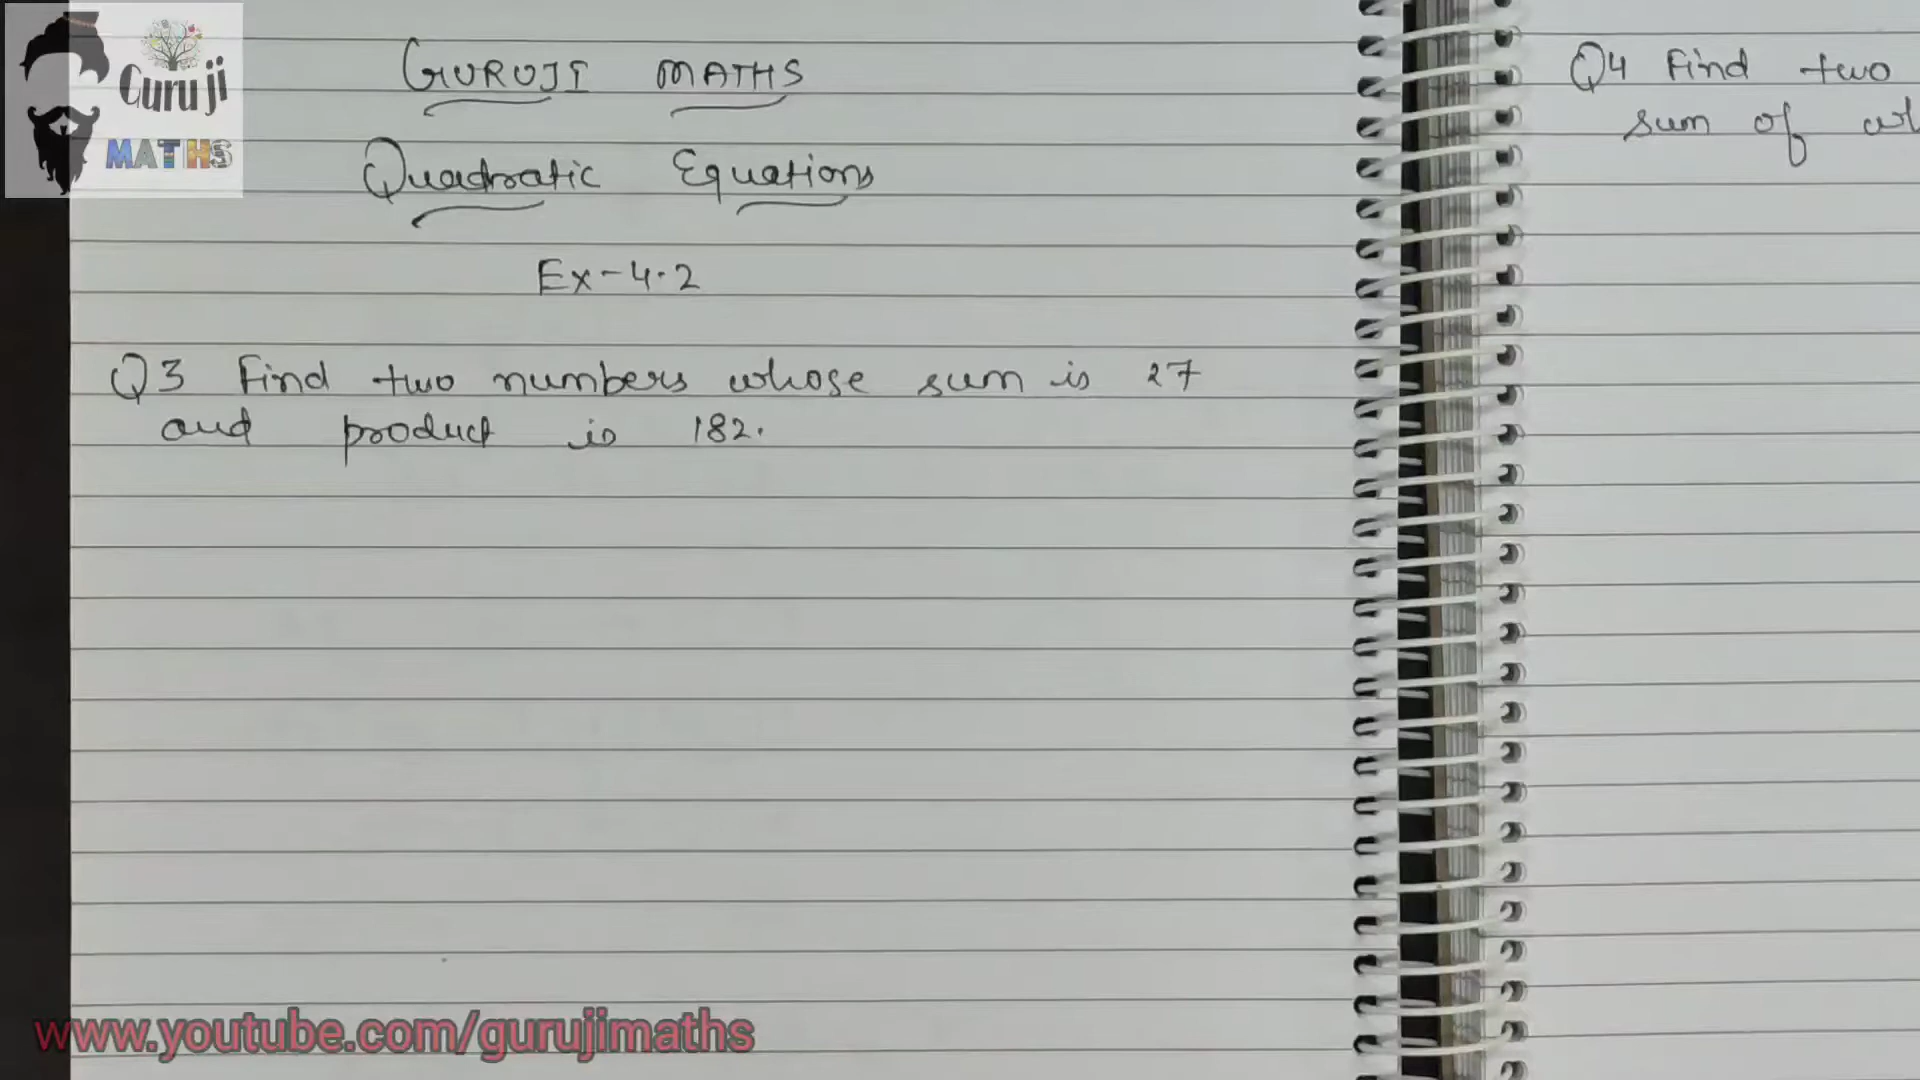 Guruji
MATHS
GURUJI MATHS
Quadratic Equations
Ex-4.2
Q3 Find two numbers whose sum is 27
and product is 182.
Q4 Find two
sum of
www.youtube.com/gurujimaths